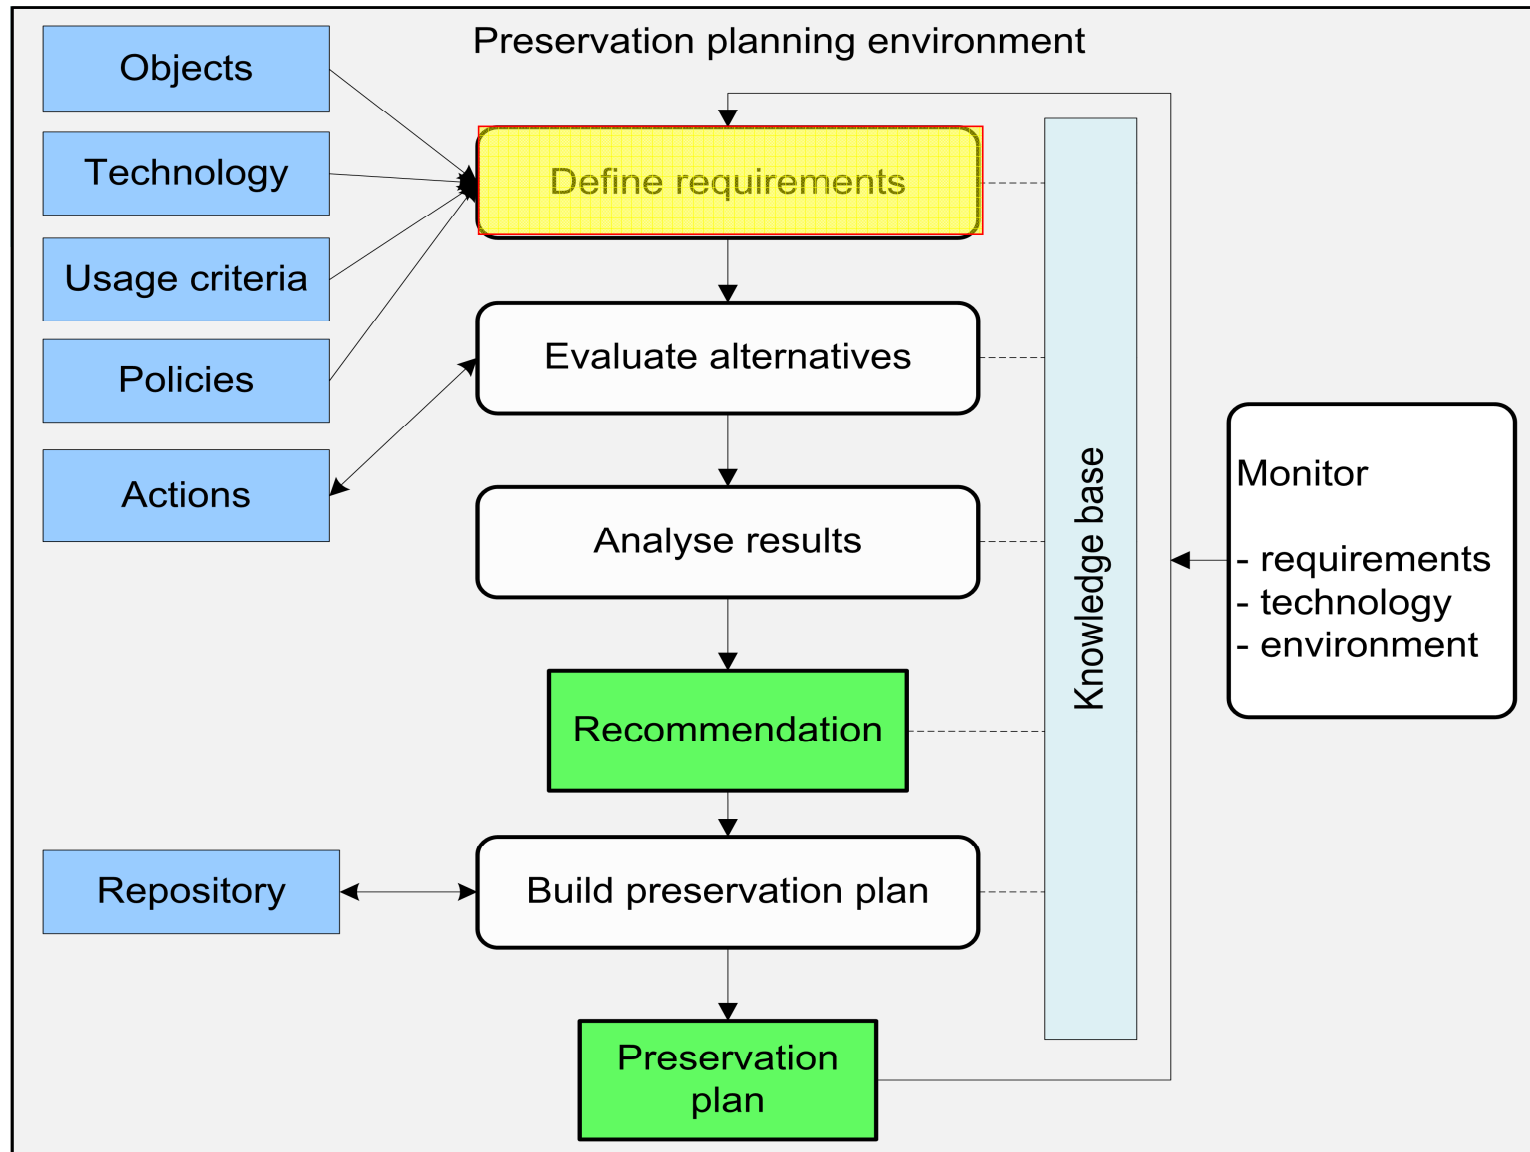 Preservation planning environment
Objects
Technology
Usage criteria
Policies
Actions
Repository
Define requirements
Evaluate alternatives
Analyse results
Recommendation
Build preservation plan
Preservation
plan
Knowledge base
Monitor
- requirements
- technology
- environment